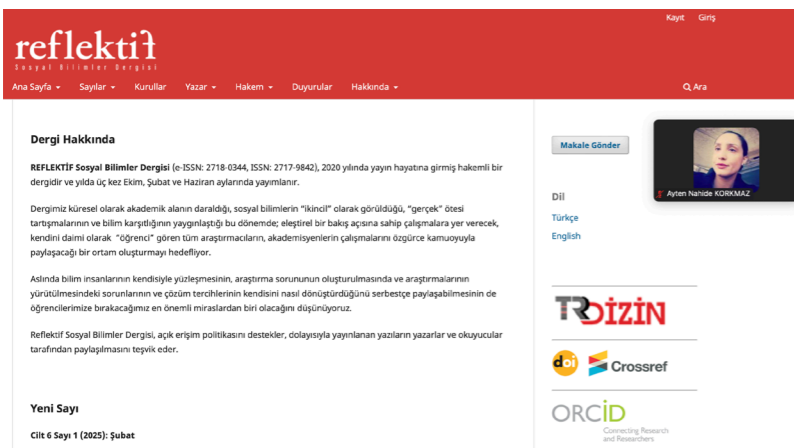 Kayıt Giriş
reflektif
Sosyal Bilimler Dergisi
Ana Sayfa Sayılar Kurullar Yazar Hakem Duyurular Hakkında Ara
Dergi Hakkında
REFLEKTİF Sosyal Bilimler Dergisi (e-ISSN: 2718-0344, ISSN: 2717-9842), 2020 yılında yayın hayatına girmiş hakemli bir
dergidir ve yılda üç kez Ekim, Şubat ve Haziran aylarında yayımlanır.
Dergimiz küresel olarak akademik alanın daraldığı, sosyal bilimlerin "ikincil" olarak görüldüğü, "gerçek" ötesi
tartışmalarının ve bilim karşıtlığının yaygınlaştığı bu dönemde; eleştirel bir bakış açısına sahip çalışmalara yer verecek,
kendini daimi olarak "öğrenci" gören tüm araştırmacıların, akademisyenlerin çalışmalarını özgürce kamuoyuyla
paylaşacağı bir ortam oluşturmayı hedefliyor.
Aslında bilim insanlarının kendisiyle yüzleşmesinin, araştırma sorununun oluşturulmasında ve araştırmalarının
yürütülmesindeki sorunlarının ve çözüm tercihlerinin kendisini nasıl dönüştürdüğünü serbestçe paylaşabilmesinin de
öğrencilerimize bırakacağımız en önemli miraslardan biri olacağını düşünüyoruz.
Reflektif Sosyal Bilimler Dergisi, açık erişim politikasını destekler, dolayısıyla yayınlanan yazıların yazarlar ve okuyucular
tarafından paylaşılmasını teşvik eder.
Yeni Sayı
Cilt 6 Sayı 1 (2025): Şubat
Makale Gönder
Ayten Nahide KORKMAZ
Dil
Türkçe
English
TRDİZİN
doi Crossref
ORCID
Connecting Research
and Researchers